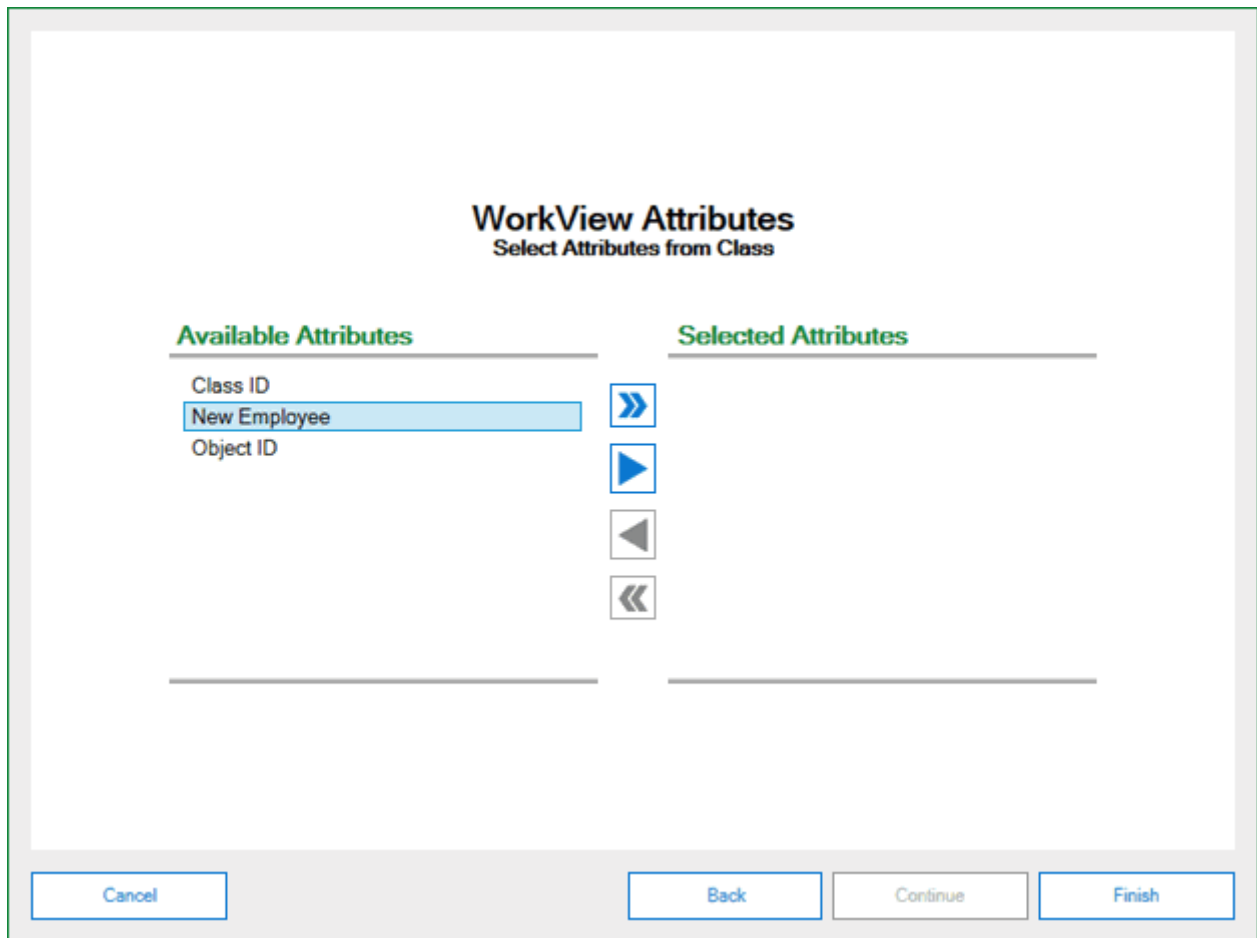 WorkView Attributes
Select Attributes from Class
Available Attributes
Selected Attributes
Class ID
New Employee
Object ID
Cancel
Back
Continue
Finish